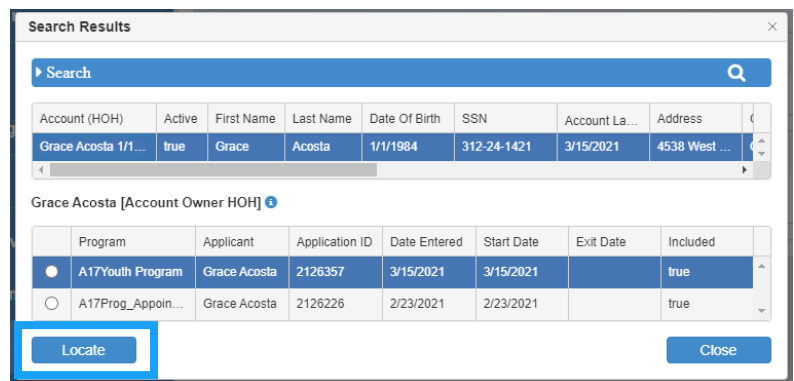 Search Results
Search
Account (HOH) Active First Name Last Name Date Of Birth SSN Account La... Address
Grace Acosta 1/1... true Grace Acosta 1/1/1984 312-24-1421 3/15/2021 4538 West ...
Grace Acosta [Account Owner HOH]
Program Applicant Application ID Date Entered Start Date Exit Date Included
A17Youth Program Grace Acosta 2126357 3/15/2021 3/15/2021 true
A17Prog_Appoin... Grace Acosta 2126226 2/23/2021 2/23/2021 true
Locate Close